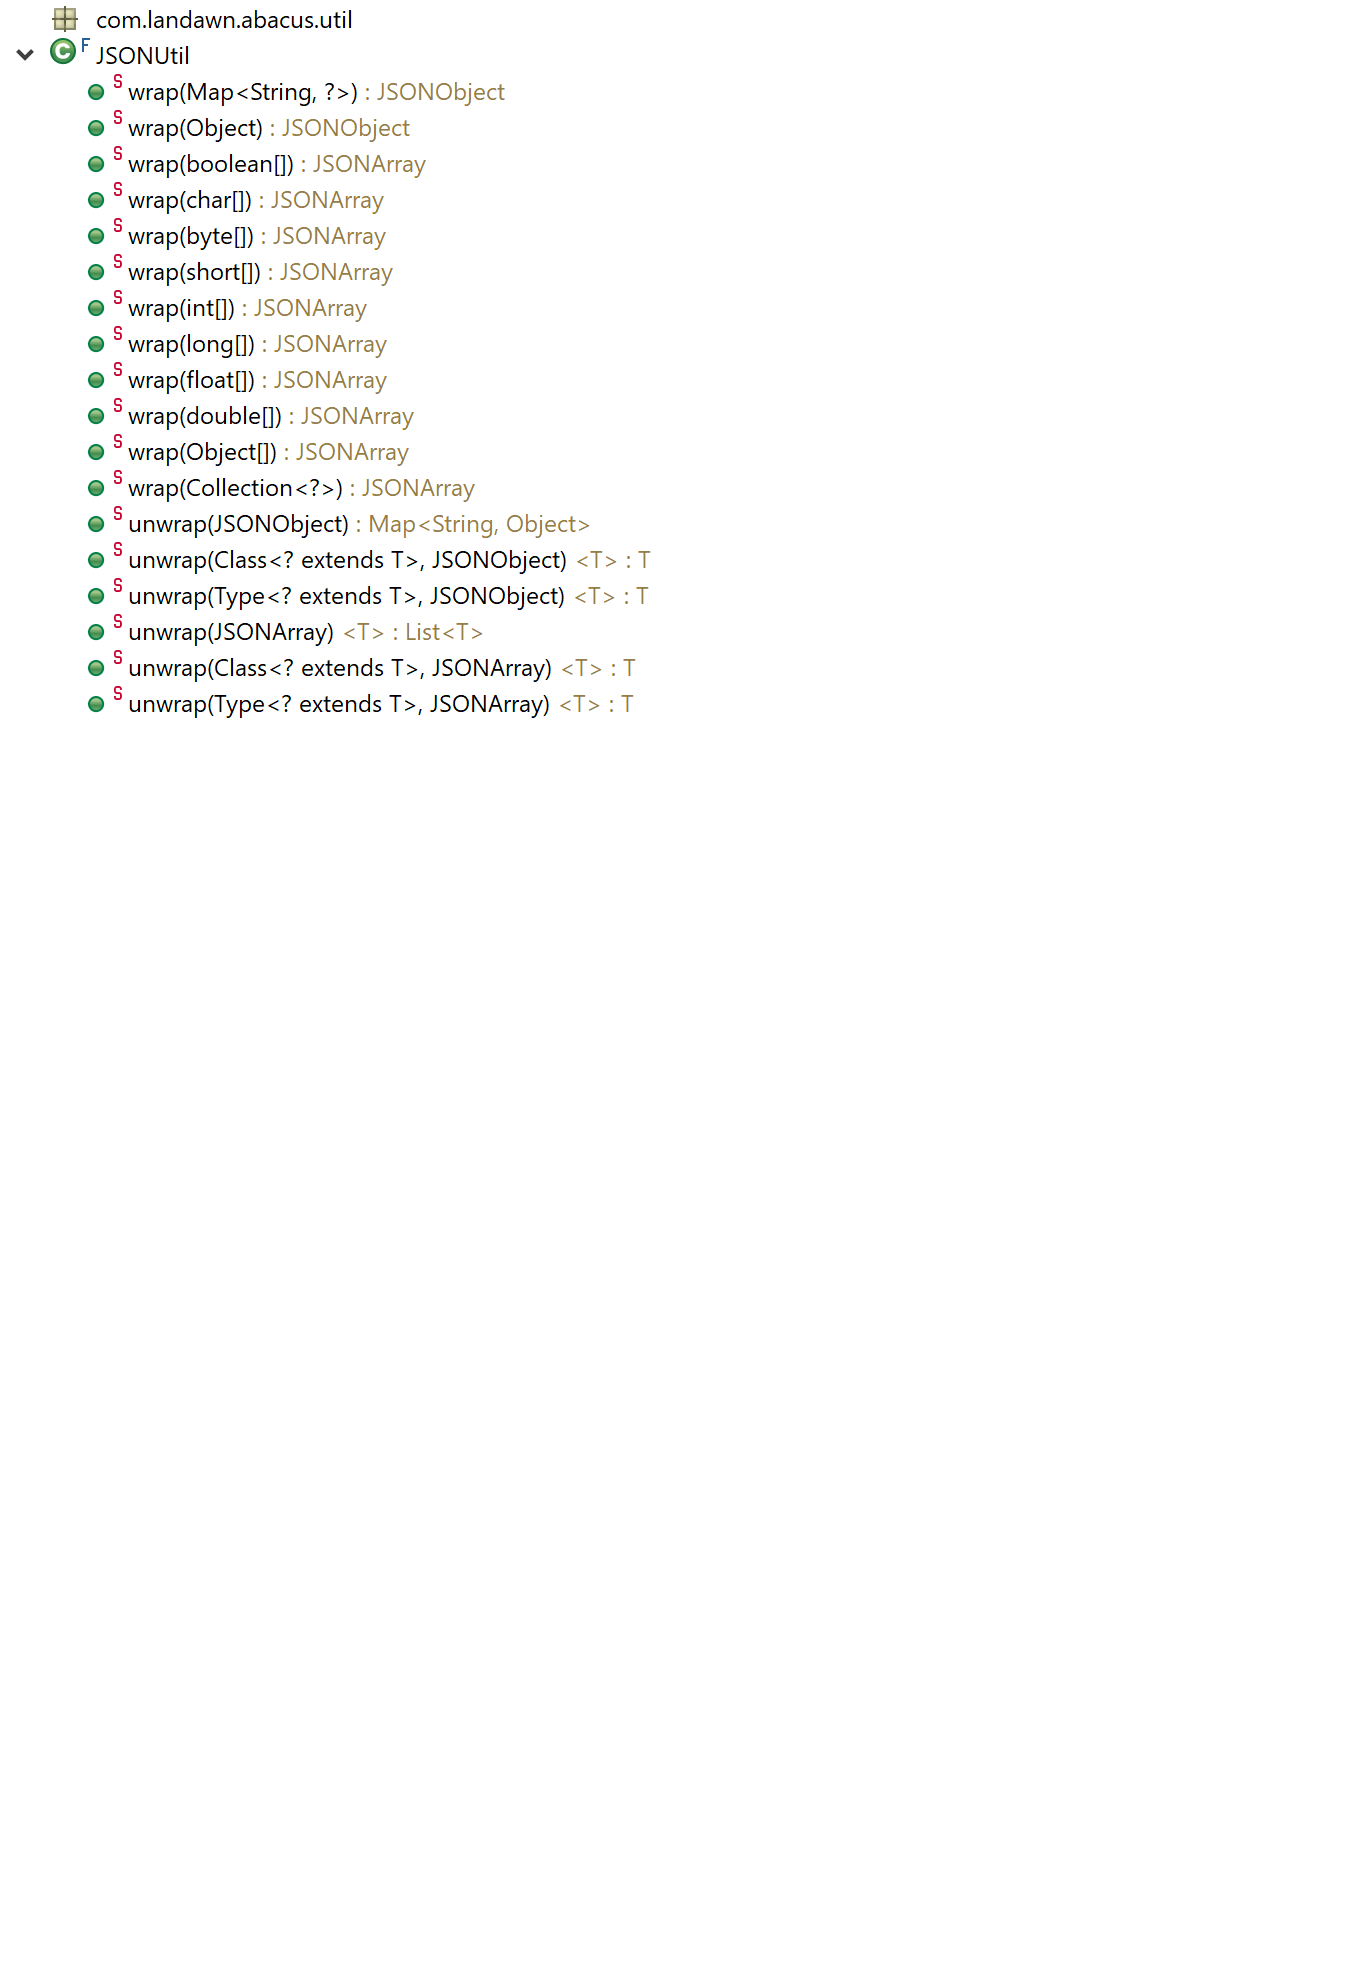 com.landawn.abacus.util
C F JSONUtil
S wrap(Map<String, ?>) : JSONObject
S wrap(Object) : JSONObject
S wrap(boolean[]) : JSONArray
S wrap(char[]) : JSONArray
S wrap(byte[]) : JSONArray
S wrap(short[]) : JSONArray
S wrap(int[]) : JSONArray
S wrap(long[]) : JSONArray
S wrap(float[]) : JSONArray
S wrap(double[]) : JSONArray
S wrap(Object[]) : JSONArray
S wrap(Collection<?>) : JSONArray
S unwrap(JSONObject) : Map<String, Object>
S unwrap(Class<? extends T>, JSONObject) <T> : T
S unwrap(Type<? extends T>, JSONObject) <T> : T
S unwrap(JSONArray) <T> : List<T>
S unwrap(Class<? extends T>, JSONArray) <T> : T
S unwrap(Type<? extends T>, JSONArray) <T> : T